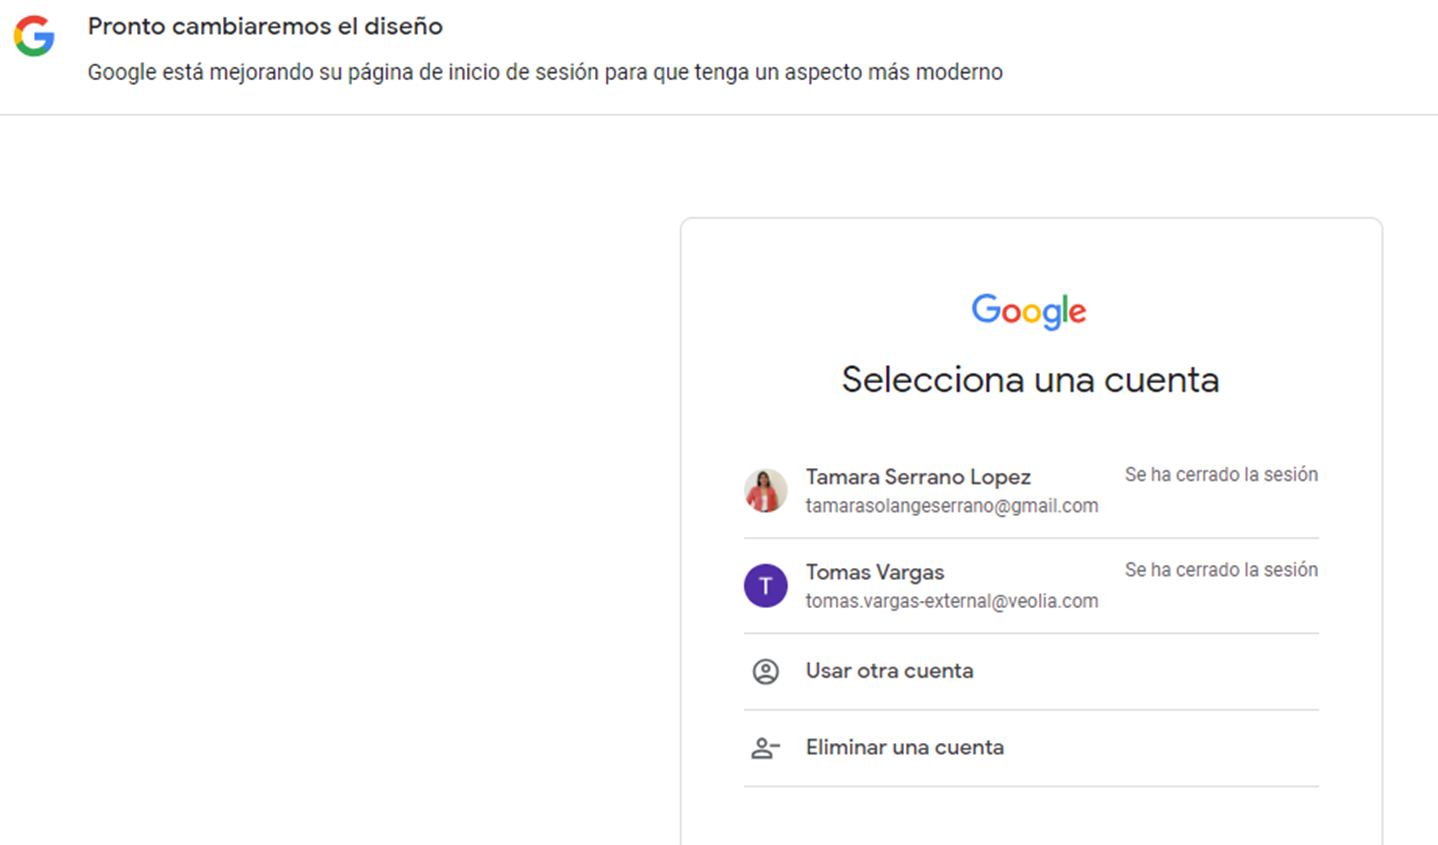 Pronto cambiaremos el diseño
Google está mejorando su página de inicio de sesión para que tenga un aspecto más moderno
Google
Selecciona una cuenta
Tamara Serrano Lopez
Se ha cerrado la sesión
tamarasolangeserrano@gmail.com
Tomas Vargas
Se ha cerrado la sesión
T
tomas.vargas-external@veolia.com
Usar otra cuenta
Eliminar una cuenta